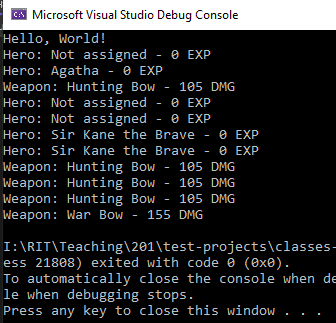 Microsoft Visual Studio Debug Console
Hello, World!
Hero: Not assigned - 0 EXP
Hero: Agatha - 0 EXP
Weapon: Hunting Bow - 105 DMG
Hero: Not assigned - 0 EXP
Hero: Not assigned - 0 EXP
Hero: Sir Kane the Brave - 0 EXP
Hero: Sir Kane the Brave - 0 EXP
Weapon: Hunting Bow - 105 DMG
Weapon: Hunting Bow - 105 DMG
Weapon: Hunting Bow - 105 DMG
Weapon: War Bow - 155 DMG
I:\RIT\Teaching\201\test-projects\classes-
ess 21808) exited with code 0 (0x0).
To automatically close the console when de
le when debugging stops.
Press any key to close this window . . .